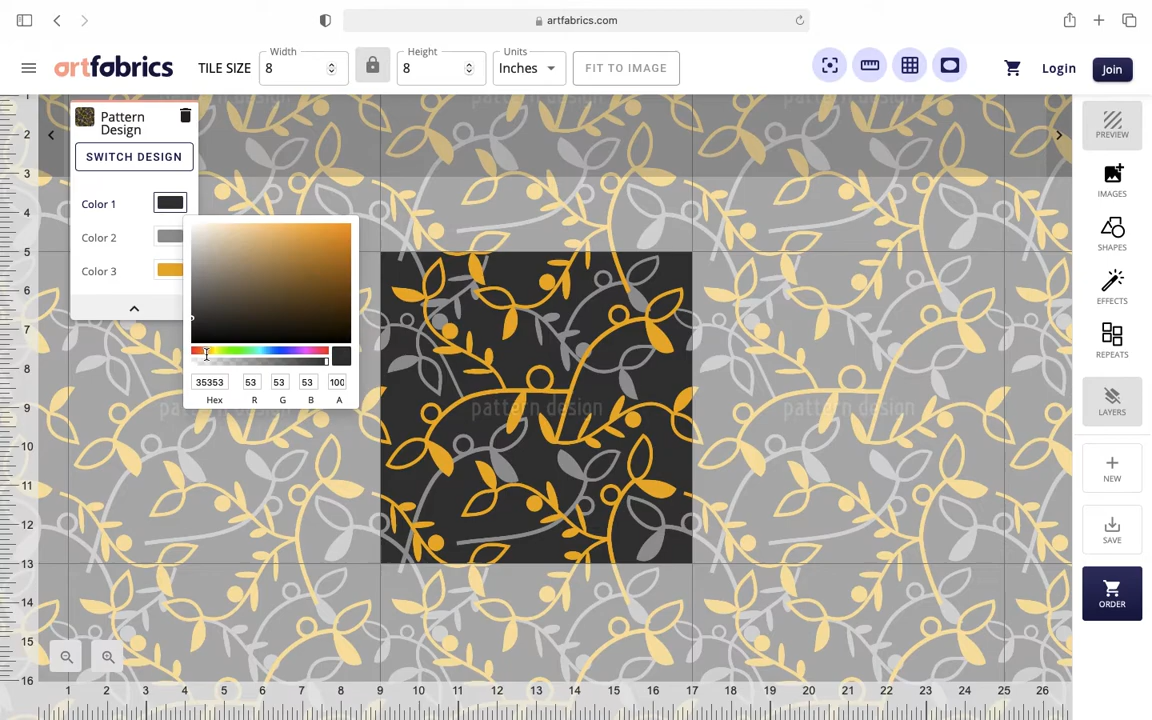 artfabrics.com
artfabrics
TILE SIZE
Width
8
Height
8
Units
Inches
FIT TO IMAGE
Login
Join
Pattern
Design
SWITCH DESIGN
Color 1
Color 2
Color 3
35353
53
53
53
100
Hex
R
G
B
A
pattern design
pattern design
pattern design
pattern design
PREVIEW
IMAGES
SHAPES
EFFECTS
REPEATS
LAYERS
NEW
SAVE
ORDER
2
3
4
5
6
7
8
9
10
11
12
13
14
15
16
1 2 3 4 5 6 7 8 9 10 11 12 13 14 15 16 17 18 19 20 21 22 23 24 25 26